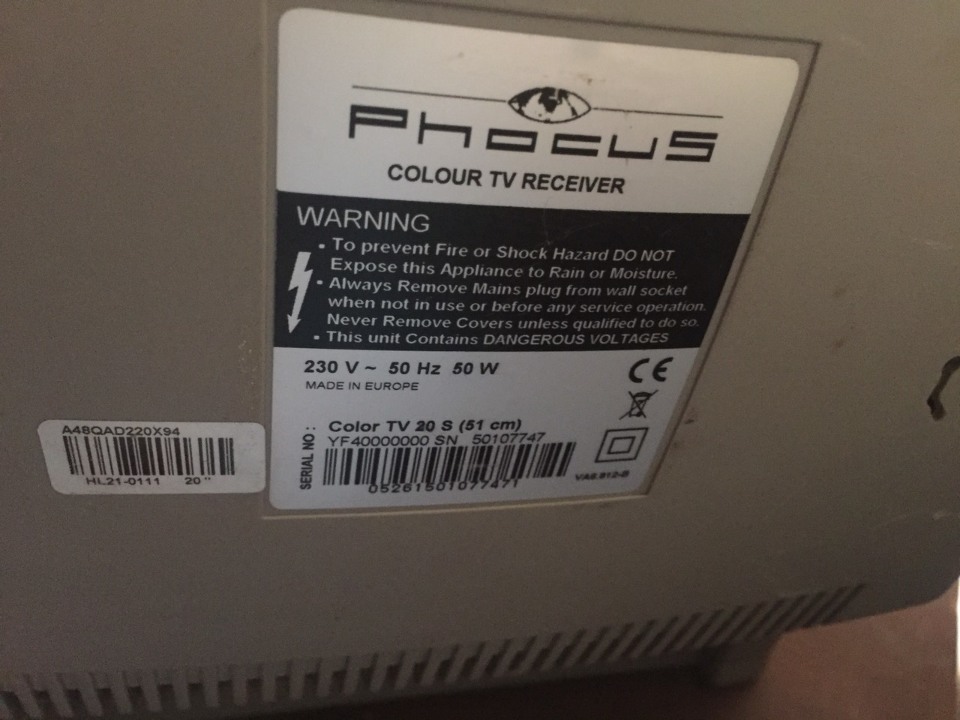 PHOCUS
COLOUR TV RECEIVER
WARNING
• To prevent Fire or Shock Hazard DO NOT
Expose this Appliance to Rain or Moisture.
• Always Remove Mains plug from wall socket
when not in use or before any service operation.
Never Remove Covers unless qualified to do so.
• This unit Contains DANGEROUS VOLTAGES
230 V ~ 50 Hz 50 W
MADE IN EUROPE
CE
Color TV 20 S (51 cm)
YF40000000 SN 50107747
SERIAL NO :
05261501077471
A48QAD220X94
HL21-0111 20"